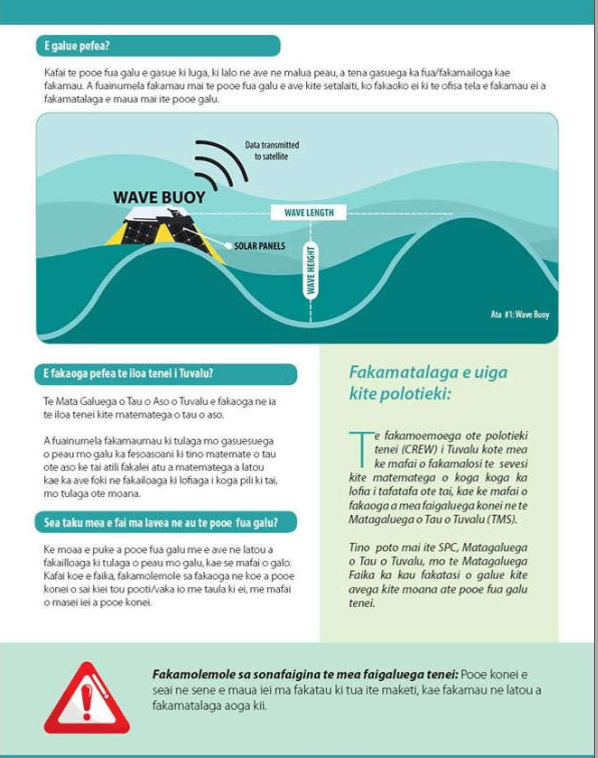 E galue pefea?
Kafai te pooe fua galu e gasue ki luga, ki lalo ne ave ne malua peau, a tena gasuega ka fua/fakamailoga kae
fakamau. A fuainumela fakamau mai te pooe fua galu e ave kite setalaiti, ko fakaoko ei ki te ofisa tela e fakamau ei a
fakamatalaga e maua mai ite pooe galu.
Data transmitted
to satellite
WAVE BUOY
WAVE LENGTH
SOLAR PANELS
WAVE HEIGHT
Ata #1: Wave Buoy
E fakaoga pefea te iloa tenei i Tuvalu?
Te Mata Galuega o Tau o Aso o Tuvalu e fakaoga ne ia
te iloa tenei kite matematega o tau o aso.
A fuainumela fakamaumau ki tulaga mo gasuesuega
o peau mo galu ka fesoasoani ki tino matemate o tau
ote aso ke tai atili fakalei atu a matematega a latou
kae ka ave foki ne fakailoaga ki lofiaga i koga pili ki tai,
mo tulaga ote moana.
Sea taku mea e fai ma lavea ne au te pooe fua galu?
Ke moaa e puke a pooe fua galu me e ave ne latou a
fakailloaga ki tulaga o peau mo galu, kae se mafai o galo.
Kafai koe e faika, fakamolemole sa fakaoga ne koe a pooe
konei o sai kiei tou pooti/vaka io me taula ki ei, me mafai
o masei iei a pooe konei.
Fakamatalaga e uiga
kite polotieki:
Te fakamoemoega ote polotieki
tenei (CREW) i Tuvalu kote mea
ke mafai o fakamalosi te sevesi
kite matematega o koga koga ka
lofia i tafatafa ote tai, kae ke mafai o
fakaoga a mea faigaluega konei ne te
Matagaluega o Tau o Tuvalu (TMS).
Tino poto mai ite SPC, Matagaluega
o Tau o Tuvalu, mo te Matagaluega
Faika ka kau fakatasi o galue kite
avega kite moana ate pooe fua galu
tenei.
Fakamolemole sa sonafaigina te mea faigaluega tenei: Pooe konei e
seai ne sene e maua iei ma fakatau ki tua ite maketi, kae fakamau ne latou a
fakamatalaga aoga kii.